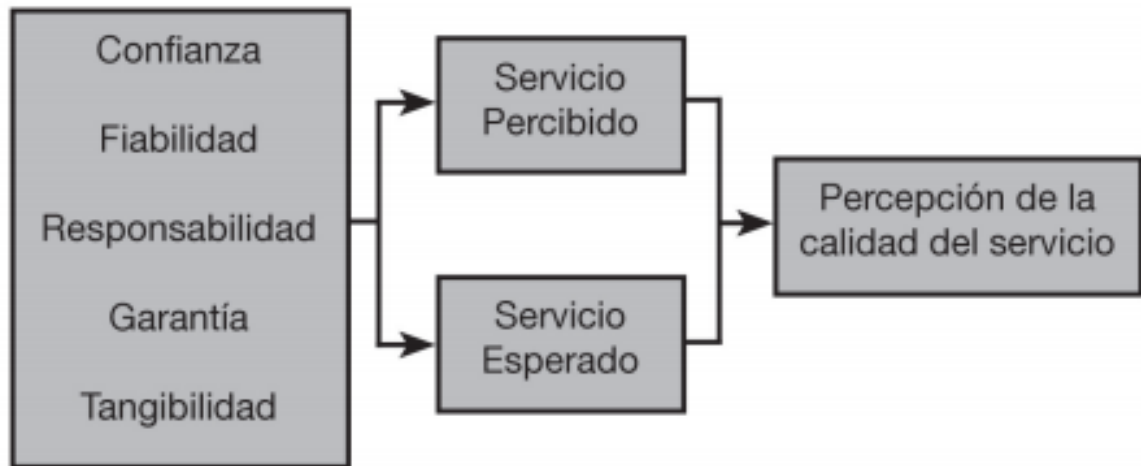 Confianza
Fiabilidad
Responsabilidad
Garantía
Tangibilidad
Servicio
Percibido
Servicio
Esperado
Percepción de la
calidad del servicio